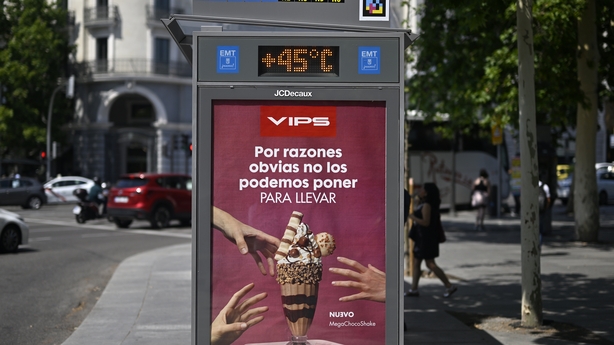 EMT
+45°C
EMT
JCDecaux
VIPS
Por razones
obvias no los
podemos poner
PARA LLEVAR
NUEVO
MegaChocoShake